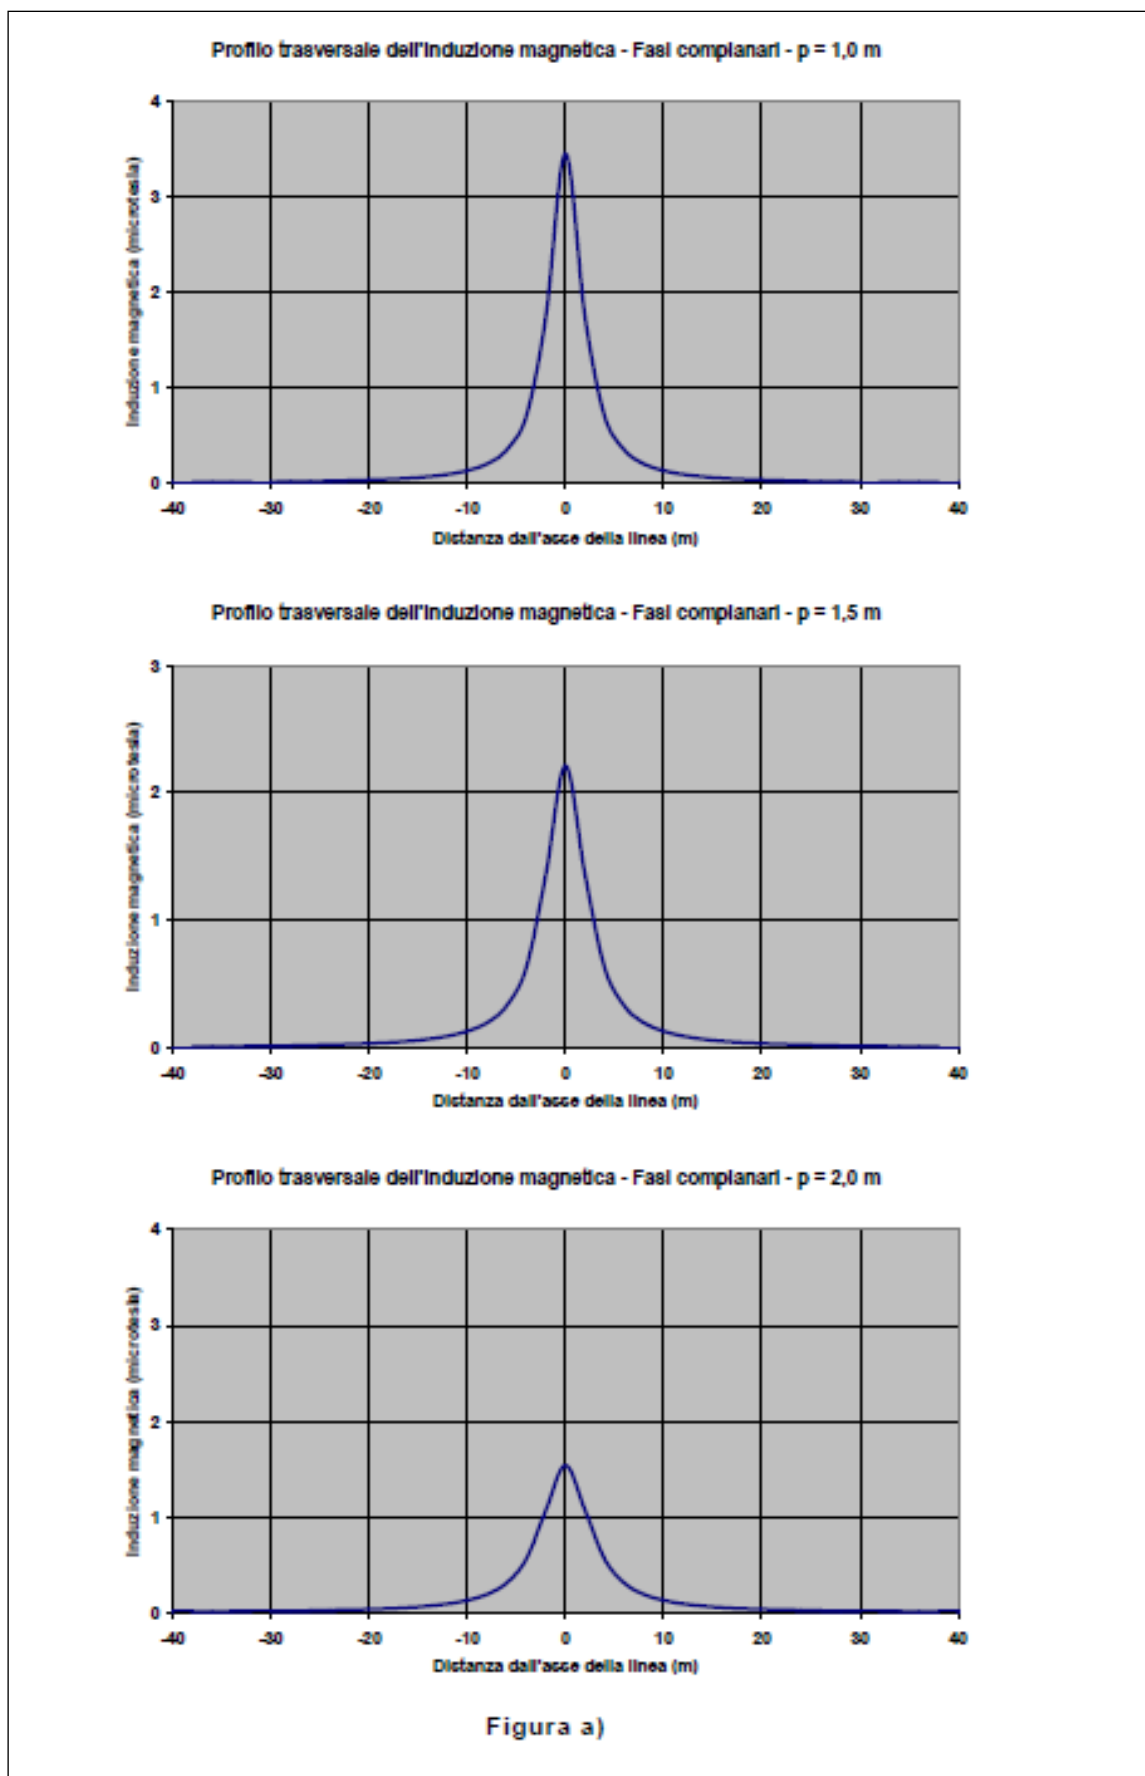 Profilo trasversale dell'induzione magnetica - Fasi complanari - p = 1,0 m
4
3
2
1
0
Induzione magnetica (microtesla)
-40 -30 -20 -10 0 10 20 30 40
Distanza dall'asse della linea (m)
Profilo trasversale dell'induzione magnetica - Fasi complanari - p = 1,5 m
3
2
1
0
Induzione magnetica (microtesla)
-40 -30 -20 -10 0 10 20 30 40
Distanza dall'asse della linea (m)
Profilo trasversale dell'induzione magnetica - Fasi complanari - p = 2,0 m
4
3
2
1
0
Induzione magnetica (microtesla)
-40 -30 -20 -10 0 10 20 30 40
Distanza dall'asse della linea (m)
Figura a)